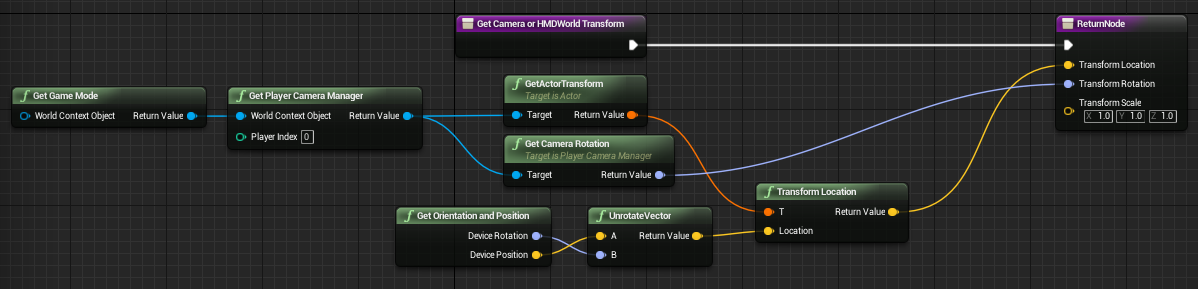 Get Camera or HMDWorld Transform
ReturnNode
Transform Location
Transform Rotation
Transform Scale
X 1.0 Y 1.0 Z 1.0
f Get Game Mode
World Context Object Return Value
f Get Player Camera Manager
World Context Object Return Value
Player Index 0
f GetActorTransform
Target is Actor
Target Return Value
f Get Camera Rotation
Target is Player Camera Manager
Target Return Value
f Transform Location
T Return Value
Location
f Get Orientation and Position
Device Rotation
Device Position
f UnrotateVector
A Return Value
B